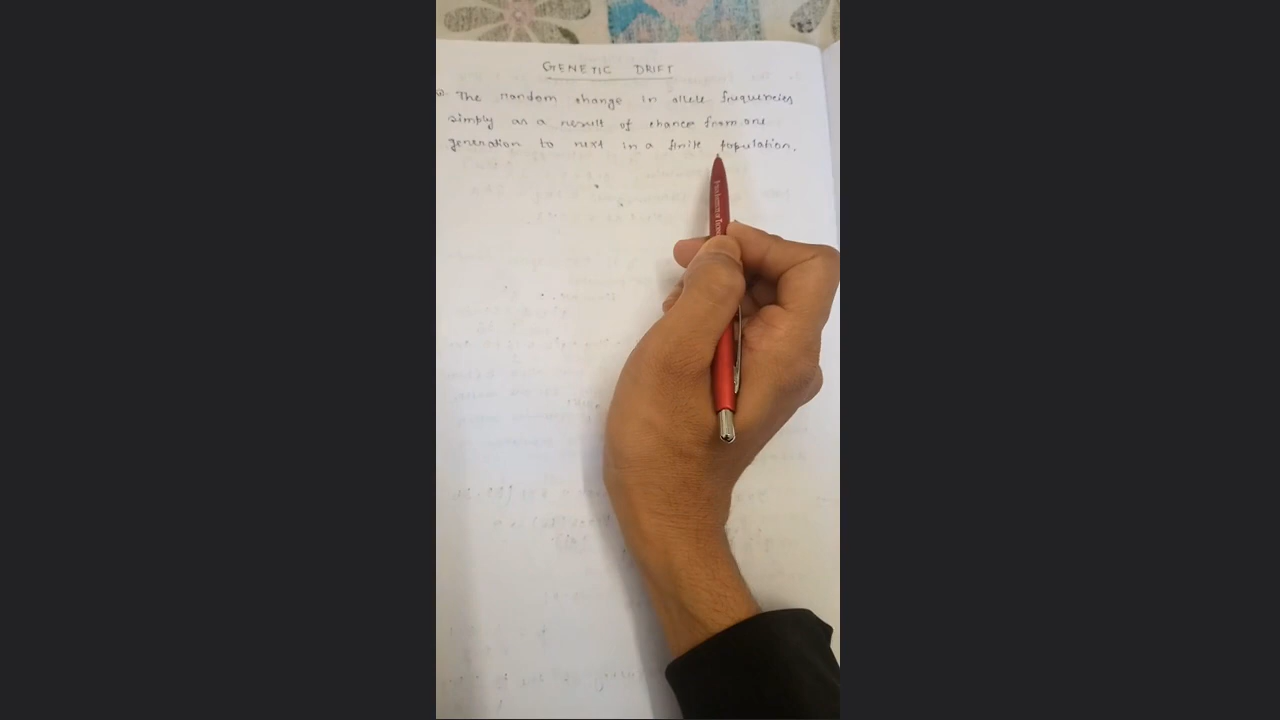 GENETIC DRIFT
The random change in allele frequencies
simply as a result of chance from one
generation to next in a finite population.